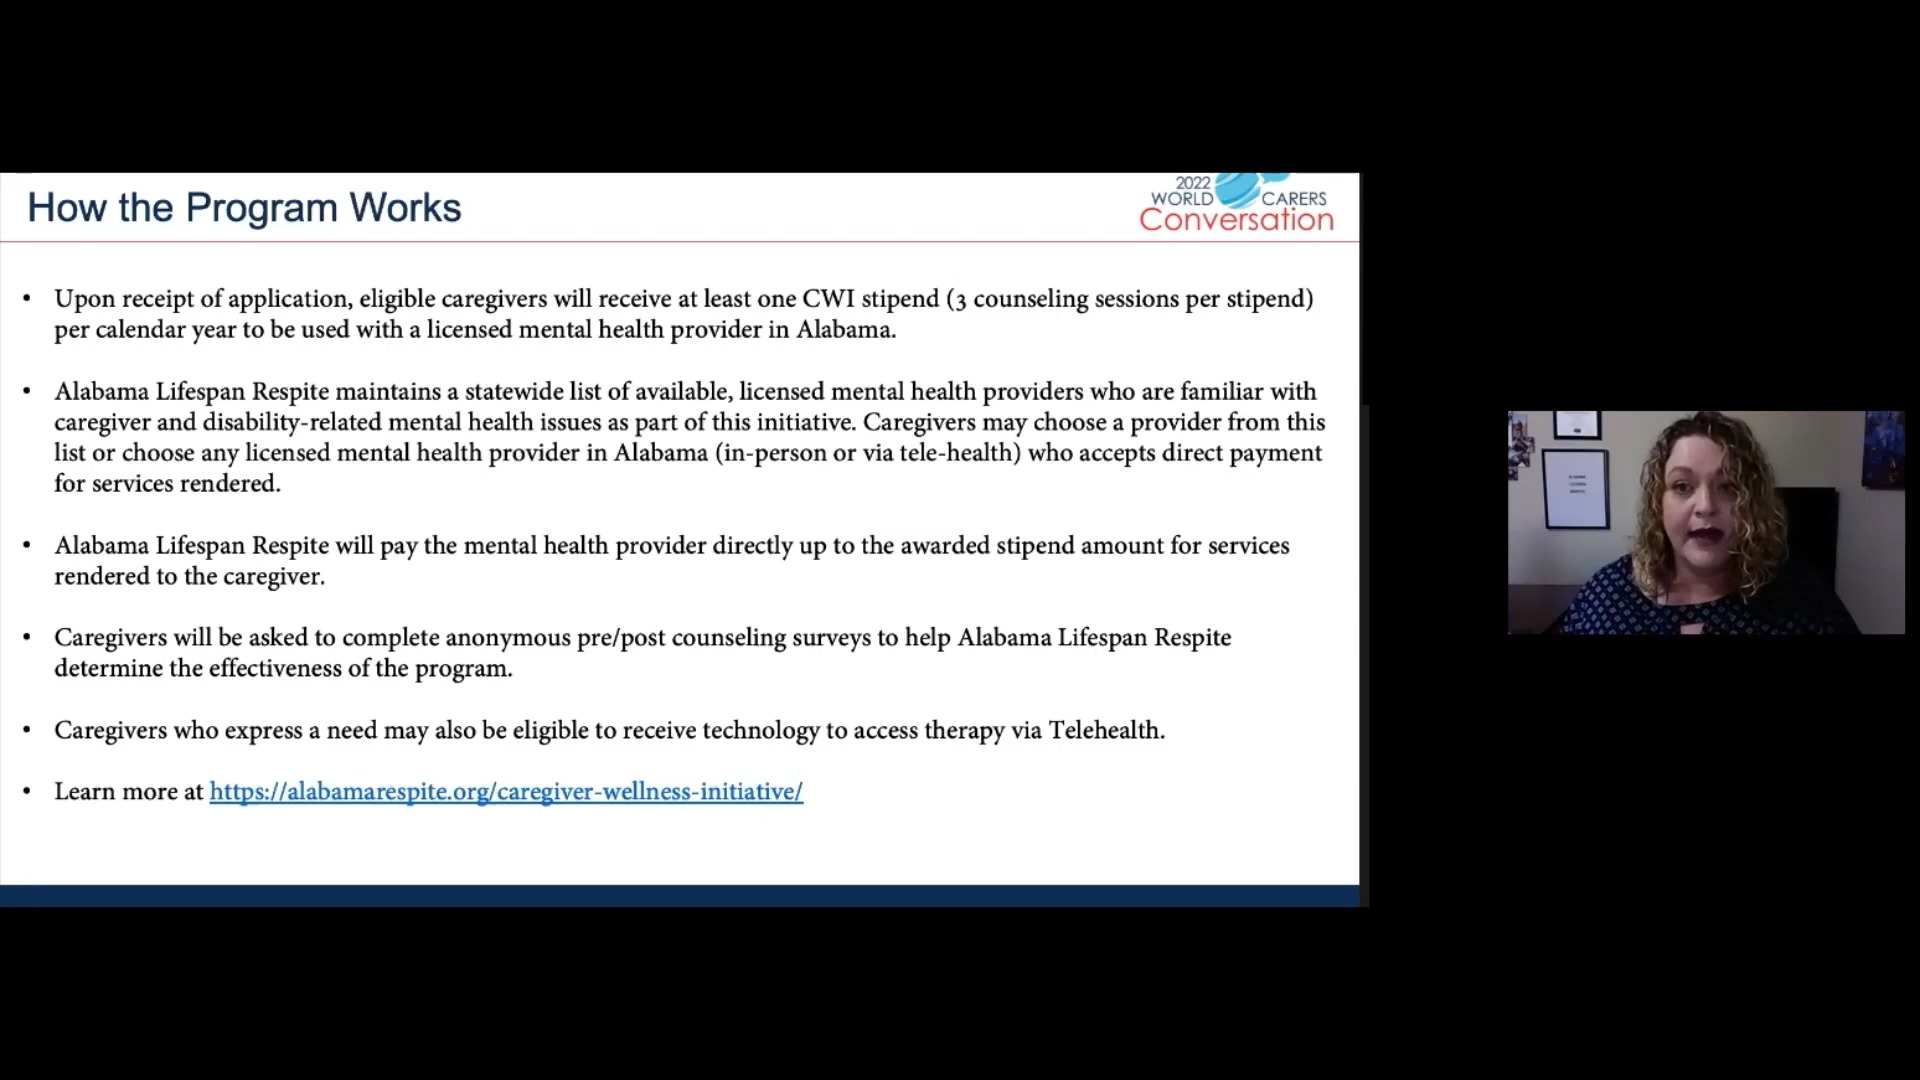 How the Program Works
2022
WORLD CARERS
Conversation
• Upon receipt of application, eligible caregivers will receive at least one CWI stipend (3 counseling sessions per stipend)
per calendar year to be used with a licensed mental health provider in Alabama.
• Alabama Lifespan Respite maintains a statewide list of available, licensed mental health providers who are familiar with
caregiver and disability-related mental health issues as part of this initiative. Caregivers may choose a provider from this
list or choose any licensed mental health provider in Alabama (in-person or via tele-health) who accepts direct payment
for services rendered.
• Alabama Lifespan Respite will pay the mental health provider directly up to the awarded stipend amount for services
rendered to the caregiver.
• Caregivers will be asked to complete anonymous pre/post counseling surveys to help Alabama Lifespan Respite
determine the effectiveness of the program.
• Caregivers who express a need may also be eligible to receive technology to access therapy via Telehealth.
• Learn more at https://alabamarespite.org/caregiver-wellness-initiative/